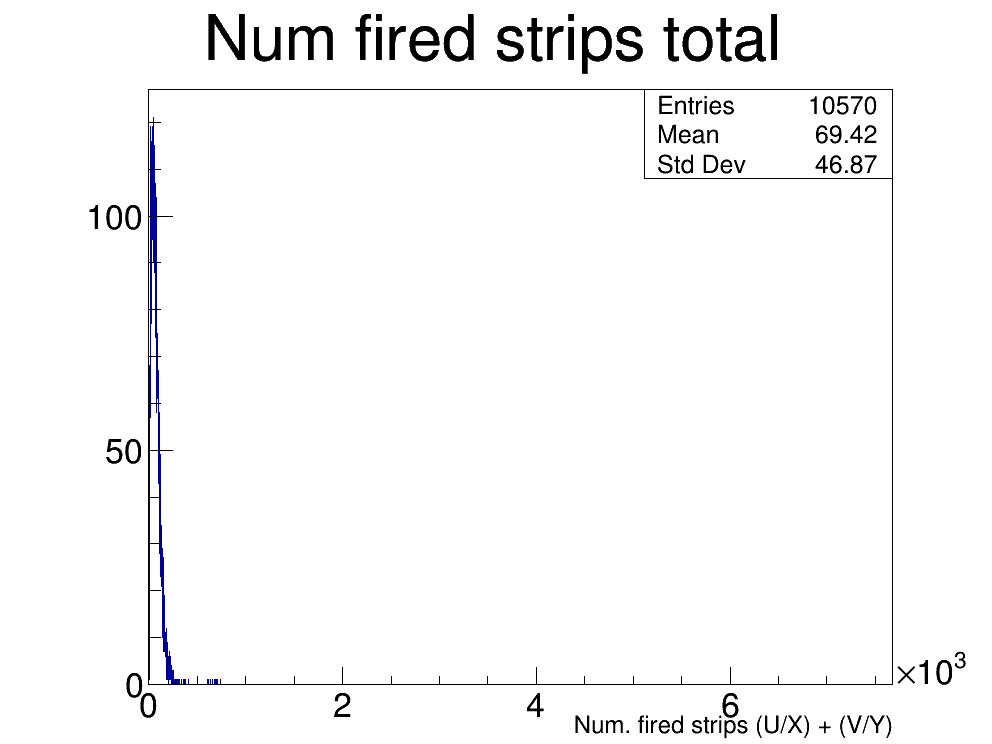 Num fired strips total
Entries 10570
Mean 69.42
Std Dev 46.87
100
50
0
0 2 4 6 ×10³
Num. fired strips (U/X) + (V/Y)